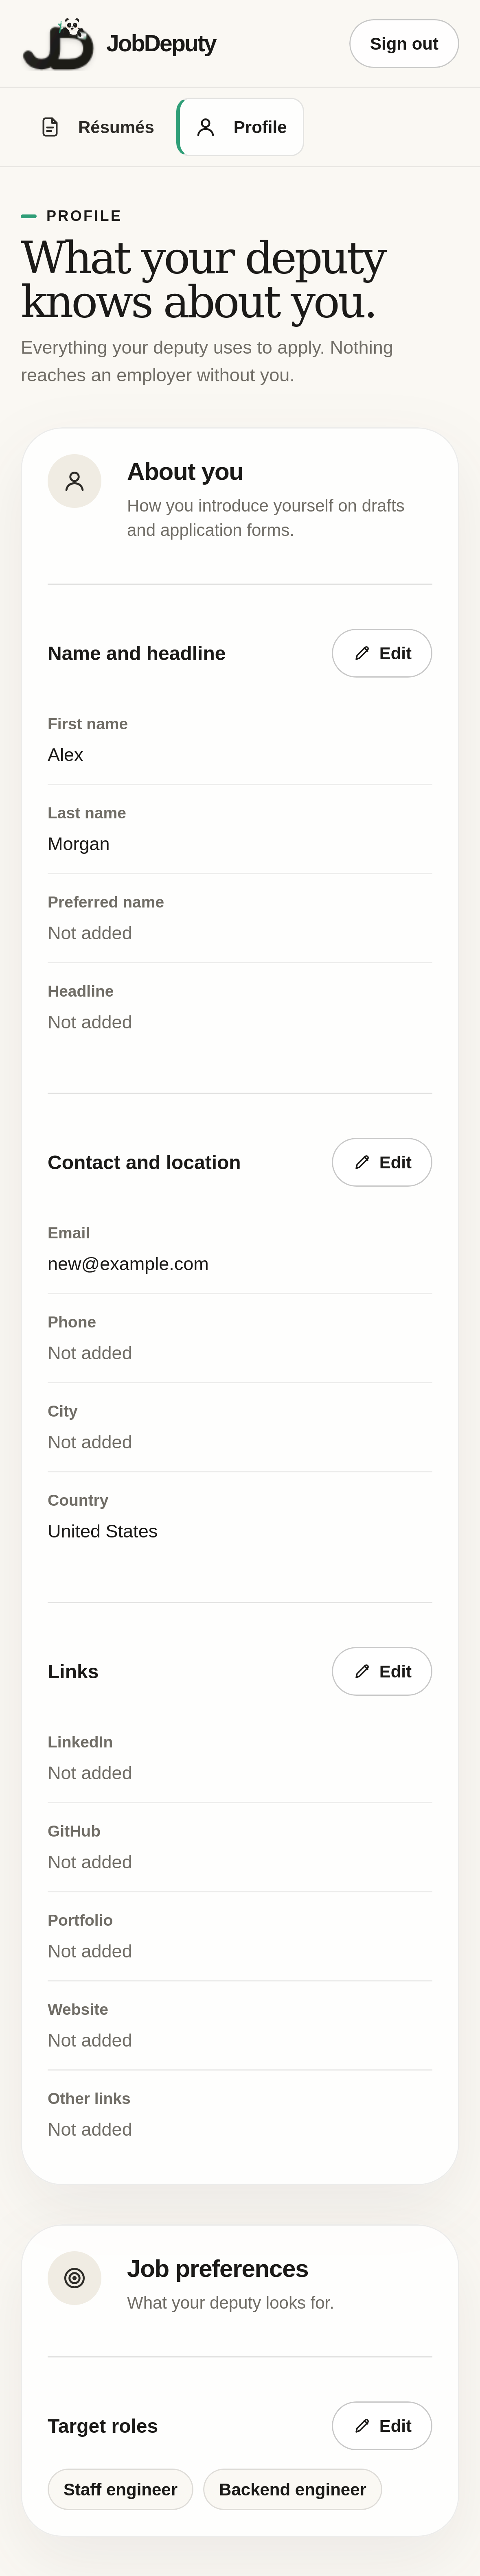 JD
JobDeputy
Sign out
Résumés
Profile
PROFILE
What your deputy
knows about you.
Everything your deputy uses to apply. Nothing
reaches an employer without you.
About you
How you introduce yourself on drafts
and application forms.
Name and headline
Edit
First name
Alex
Last name
Morgan
Preferred name
Not added
Headline
Not added
Contact and location
Edit
Email
new@example.com
Phone
Not added
City
Not added
Country
United States
Links
Edit
LinkedIn
Not added
GitHub
Not added
Portfolio
Not added
Website
Not added
Other links
Not added
Job preferences
What your deputy looks for.
Target roles
Edit
Staff engineer
Backend engineer